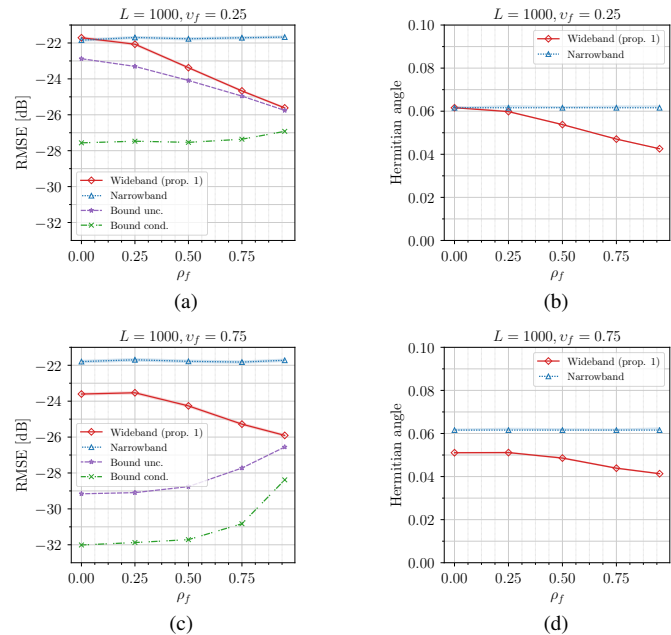 L = 1000, υ_f = 0.25
RMSE [dB]
−22
−24
−26
−28
−30
−32
Wideband (prop. 1)
Narrowband
Bound unc.
Bound cond.
0.00 0.25 0.50 0.75
ρ_f
(a)
L = 1000, υ_f = 0.25
Hermitian angle
0.10
0.08
0.06
0.04
0.02
0.00
Wideband (prop. 1)
Narrowband
0.00 0.25 0.50 0.75
ρ_f
(b)
L = 1000, υ_f = 0.75
RMSE [dB]
−22
−24
−26
−28
−30
−32
Wideband (prop. 1)
Narrowband
Bound unc.
Bound cond.
0.00 0.25 0.50 0.75
ρ_f
(c)
L = 1000, υ_f = 0.75
Hermitian angle
0.10
0.08
0.06
0.04
0.02
0.00
Wideband (prop. 1)
Narrowband
0.00 0.25 0.50 0.75
ρ_f
(d)